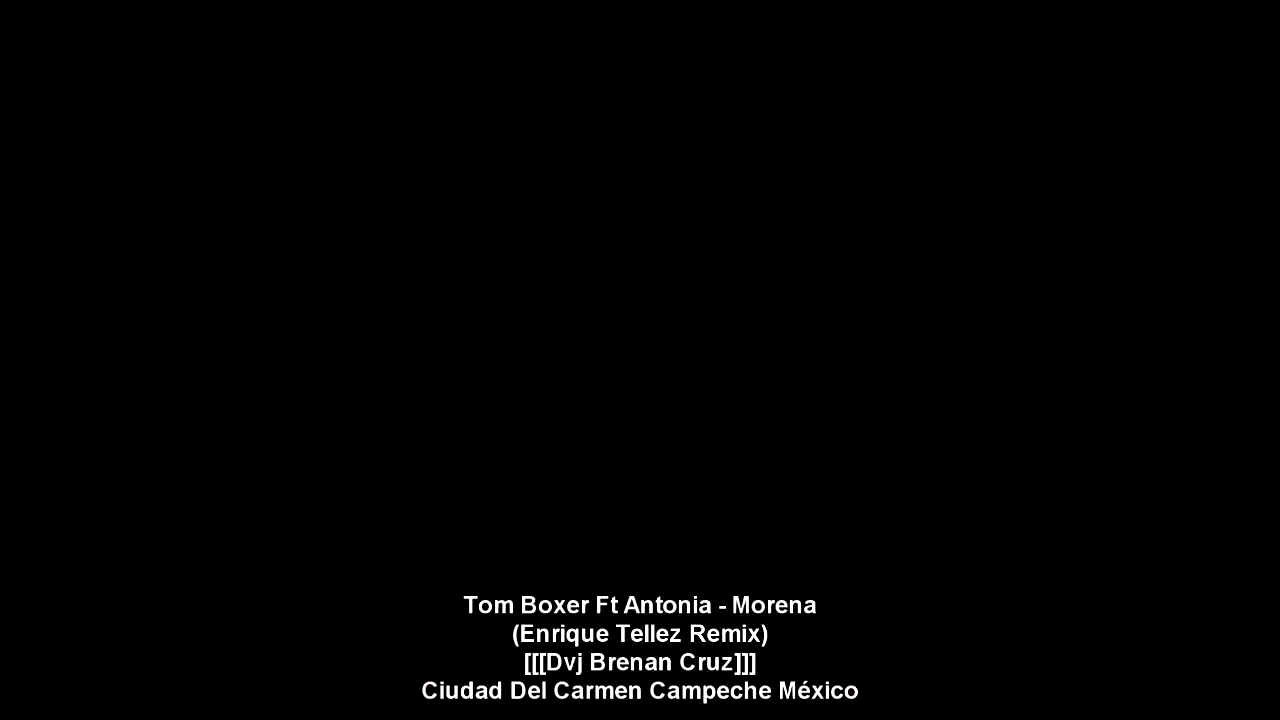 Tom Boxer Ft Antonia - Morena
(Enrique Tellez Remix)
[[[Dvj Brenan Cruz]]]
Ciudad Del Carmen Campeche México